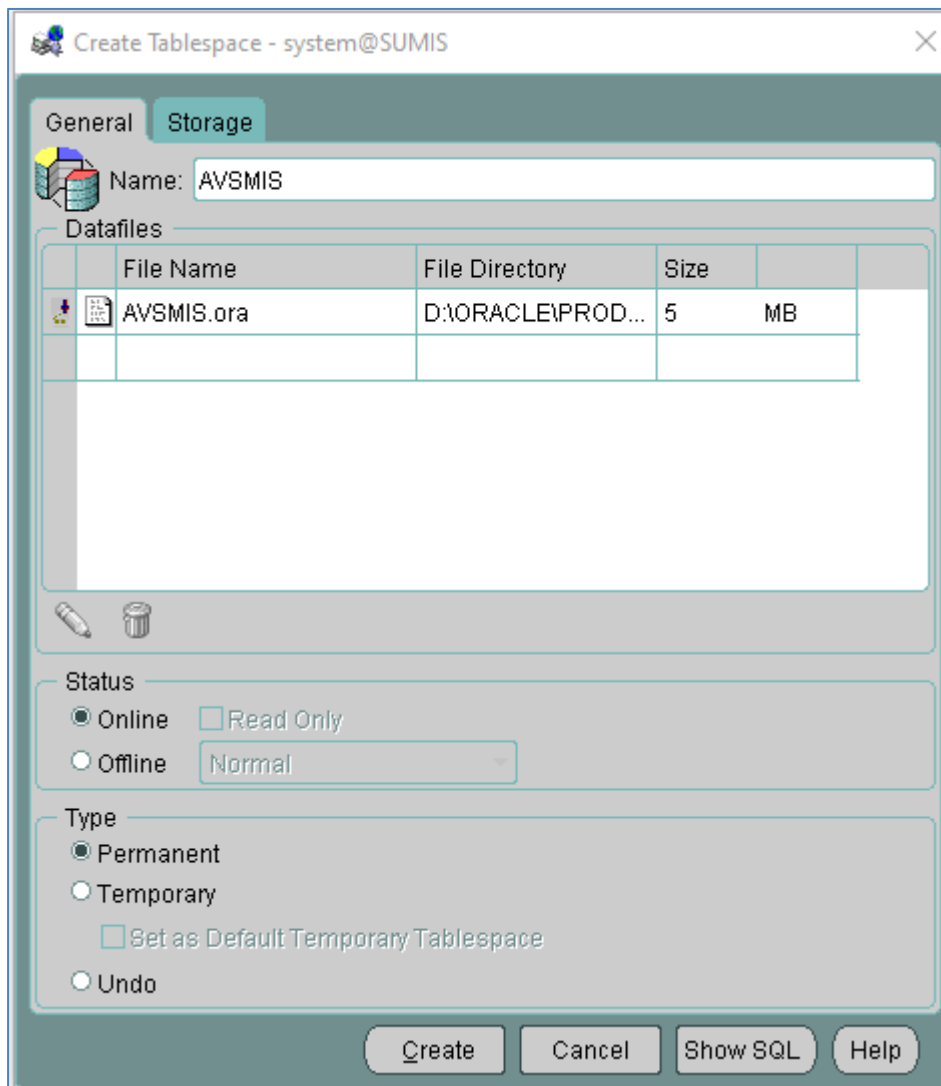 Create Tablespace - system@SUMIS
General Storage
Name: AVSMIS
Datafiles
File Name File Directory Size
AVSMIS.ora D:\ORACLE\PROD... 5 MB
Status
Online Read Only
Offline Normal
Type
Permanent
Temporary
Set as Default Temporary Tablespace
Undo
Create Cancel Show SQL Help